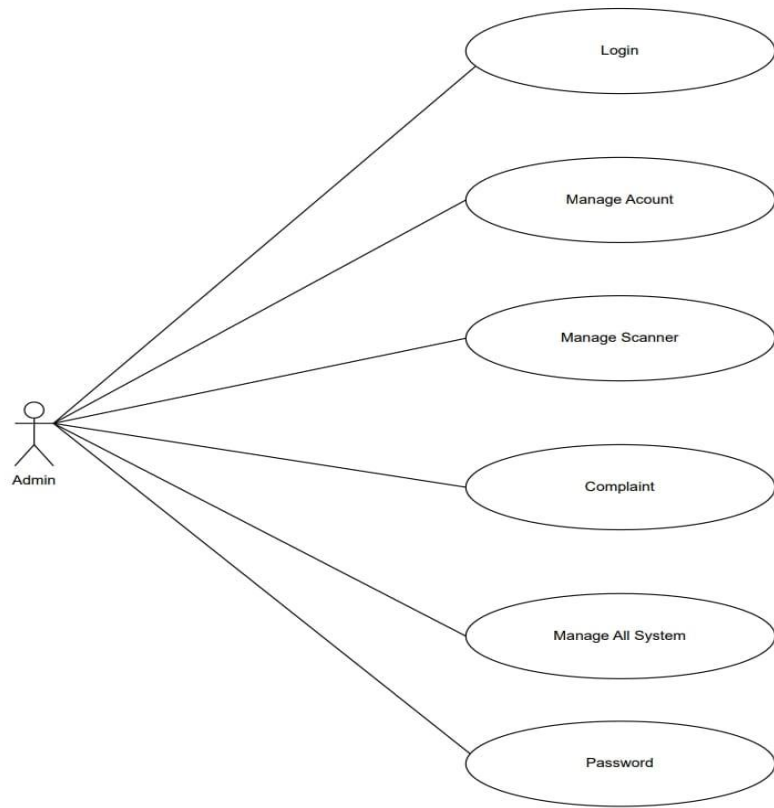 Login
Manage Acount
Manage Scanner
Admin
Complaint
Manage All System
Password